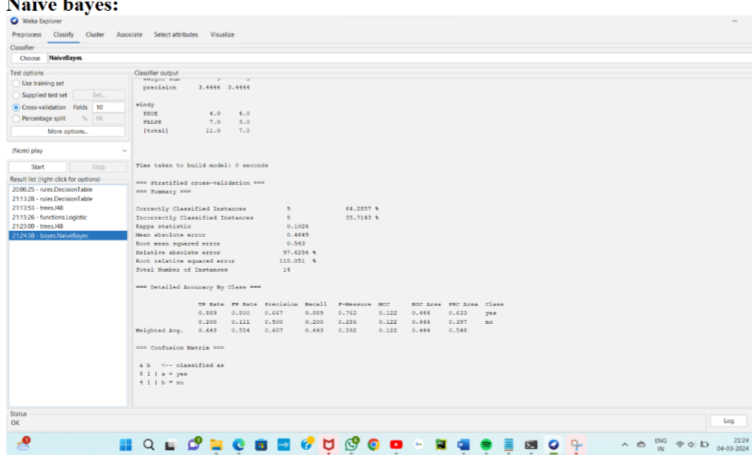 Naive bayes:
Weka Explorer
Preprocess Classify Cluster Associate Select attributes Visualize
Classifier
Choose NaiveBayes
Test options
Use training set
Supplied test set Set...
Cross-validation Folds 10
Percentage split % 66
More options...
(Nom) play
Start Stop
Result list (right-click for options)
20:06:25 - rules.DecisionTable
21:13:28 - rules.DecisionTable
21:13:53 - trees.J48
21:15:26 - functions.Logistic
21:23:00 - trees.J48
21:24:38 - bayes.NaiveBayes
Classifier output
precision 3.4444 3.4444
windy
TRUE 4.0 4.0
FALSE 7.0 3.0
[total] 11.0 7.0
Time taken to build model: 0 seconds
=== Stratified cross-validation ===
=== Summary ===
Correctly Classified Instances 9 64.2857 %
Incorrectly Classified Instances 5 35.7143 %
Kappa statistic 0.1026
Mean absolute error 0.4649
Root mean squared error 0.543
Relative absolute error 97.6254 %
Root relative squared error 110.051 %
Total Number of Instances 14
=== Detailed Accuracy By Class ===
TP Rate FP Rate Precision Recall F-Measure MCC ROC Area PRC Area Class
0.889 0.800 0.667 0.889 0.762 0.122 0.444 0.633 yes
0.200 0.111 0.500 0.200 0.286 0.122 0.444 0.397 no
Weighted Avg. 0.643 0.554 0.607 0.643 0.592 0.122 0.444 0.548
=== Confusion Matrix ===
a b <-- classified as
8 1 | a = yes
4 1 | b = no
Status
OK
Log
ENG
IN
23:24
04-03-2024